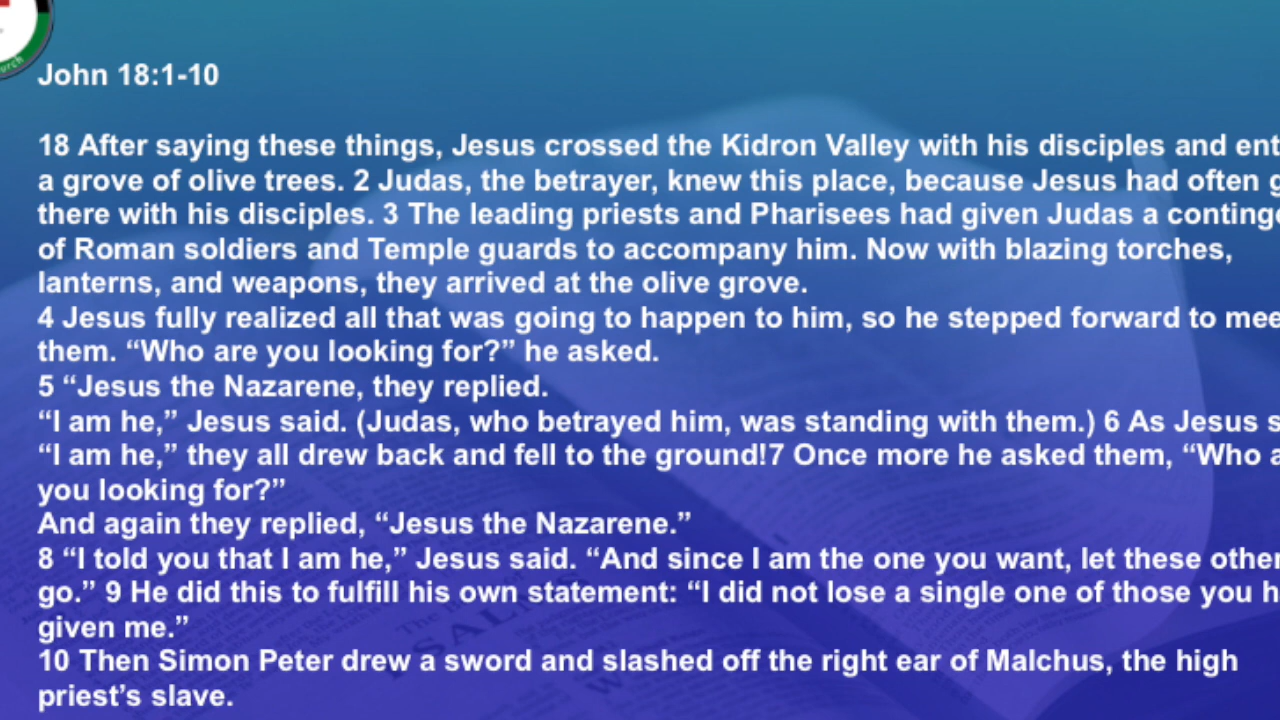 urch
John 18:1-10
18 After saying these things, Jesus crossed the Kidron Valley with his disciples and ent
a grove of olive trees. 2 Judas, the betrayer, knew this place, because Jesus had often g
there with his disciples. 3 The leading priests and Pharisees had given Judas a continge
of Roman soldiers and Temple guards to accompany him. Now with blazing torches,
lanterns, and weapons, they arrived at the olive grove.
4 Jesus fully realized all that was going to happen to him, so he stepped forward to mee
them. “Who are you looking for?” he asked.
5 “Jesus the Nazarene, they replied.
“I am he,” Jesus said. (Judas, who betrayed him, was standing with them.) 6 As Jesus s
“I am he,” they all drew back and fell to the ground!7 Once more he asked them, “Who a
you looking for?”
And again they replied, “Jesus the Nazarene.”
8 “I told you that I am he,” Jesus said. “And since I am the one you want, let these other
go.” 9 He did this to fulfill his own statement: “I did not lose a single one of those you h
given me.”
10 Then Simon Peter drew a sword and slashed off the right ear of Malchus, the high
priest’s slave.
The Book of
PSALMS